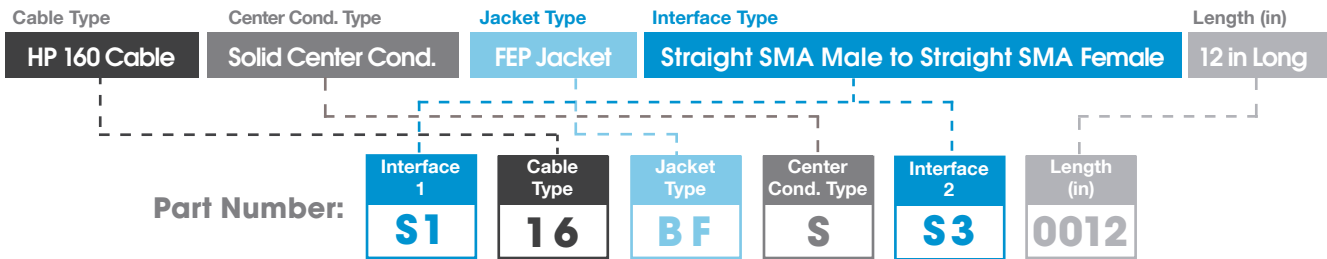 Cable Type Center Cond. Type Jacket Type Interface Type Length (in)
HP 160 Cable Solid Center Cond. FEP Jacket Straight SMA Male to Straight SMA Female 12 in Long
Interface Cable Jacket Center Interface Length
1 Type Type Cond. Type 2 (in)
Part Number: S1 16 BF S S3 0012